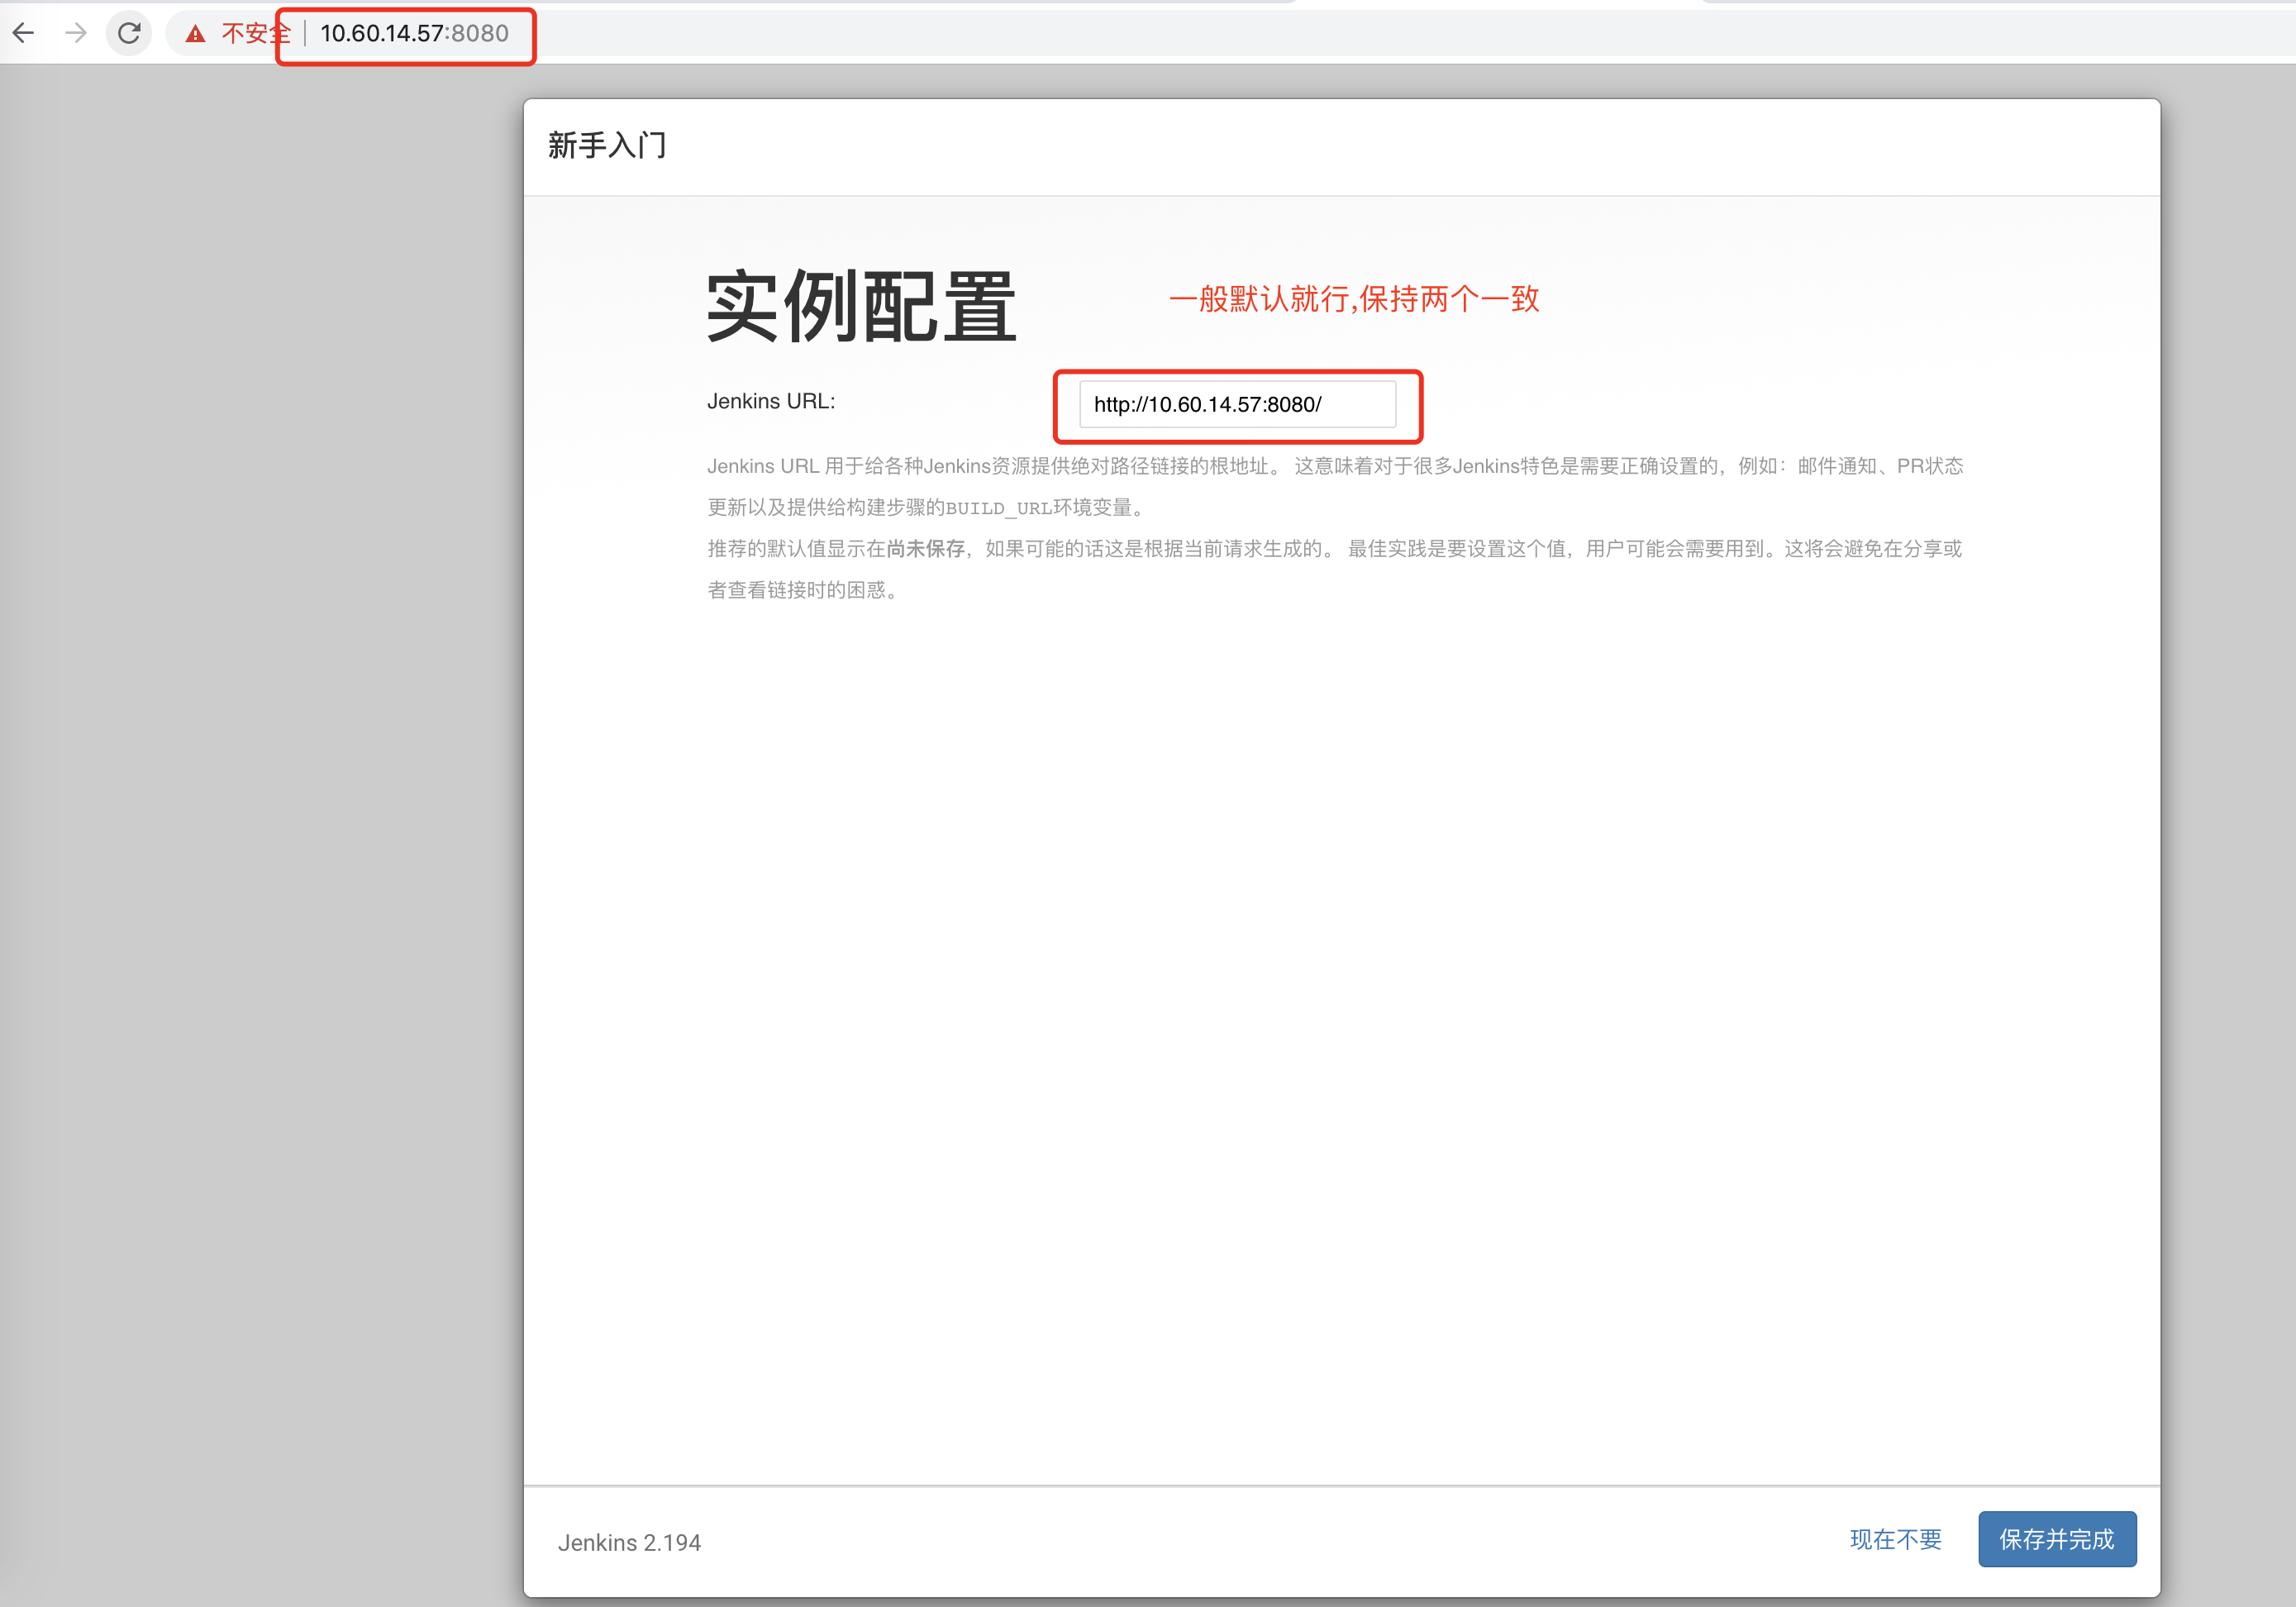 不安全 | 10.60.14.57:8080
新手入门
实例配置
一般默认就行,保持两个一致
Jenkins URL:
http://10.60.14.57:8080/
Jenkins URL 用于给各种Jenkins资源提供绝对路径链接的根地址。 这意味着对于很多Jenkins特色是需要正确设置的，例如：邮件通知、PR状态
更新以及提供给构建步骤的BUILD_URL环境变量。
推荐的默认值显示在尚未保存，如果可能的话这是根据当前请求生成的。 最佳实践是要设置这个值，用户可能会需要用到。这将会避免在分享或
者查看链接时的困惑。
Jenkins 2.194
现在不要
保存并完成